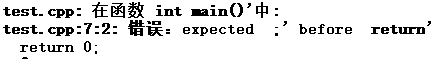 test.cpp: 在函数 int main()’中:
test.cpp:7:2: 错误: expected ;’ before return’
return 0;